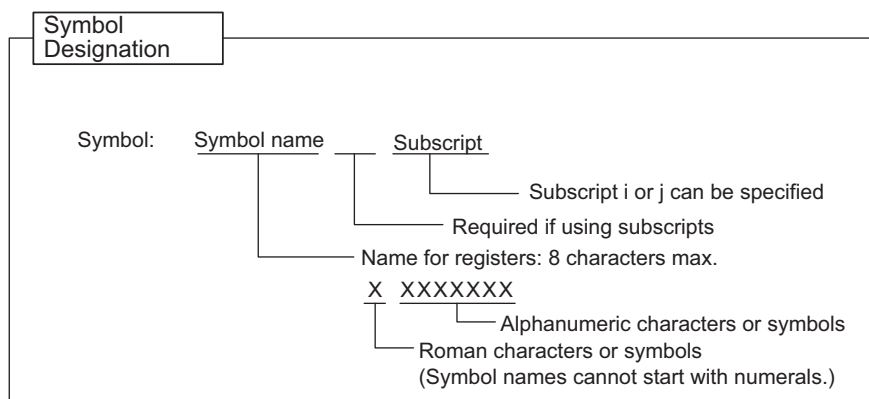 Symbol
Designation
Symbol: Symbol name Subscript
Subscript i or j can be specified
Required if using subscripts
Name for registers: 8 characters max.
X XXXXXXX
Alphanumeric characters or symbols
Roman characters or symbols
(Symbol names cannot start with numerals.)